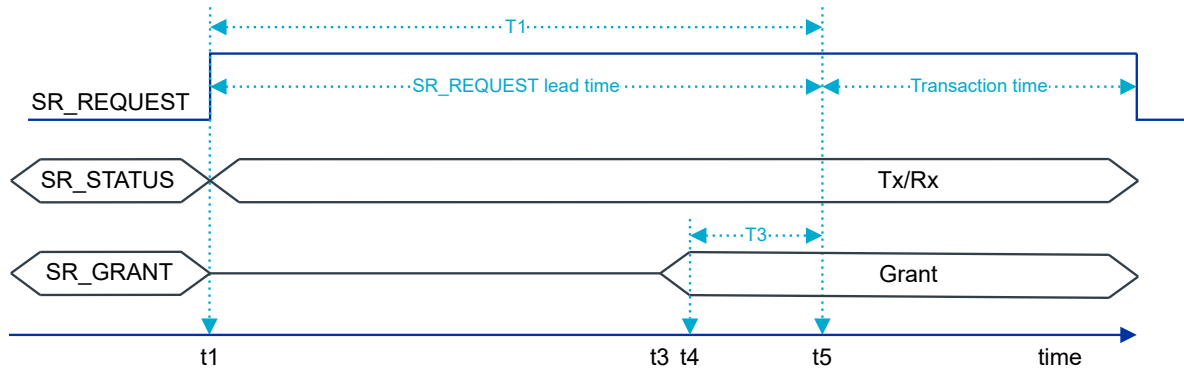 T1
SR_REQUEST lead time
Transaction time
SR_REQUEST
SR_STATUS
Tx/Rx
T3
SR_GRANT
Grant
t1
t3
t4
t5
time